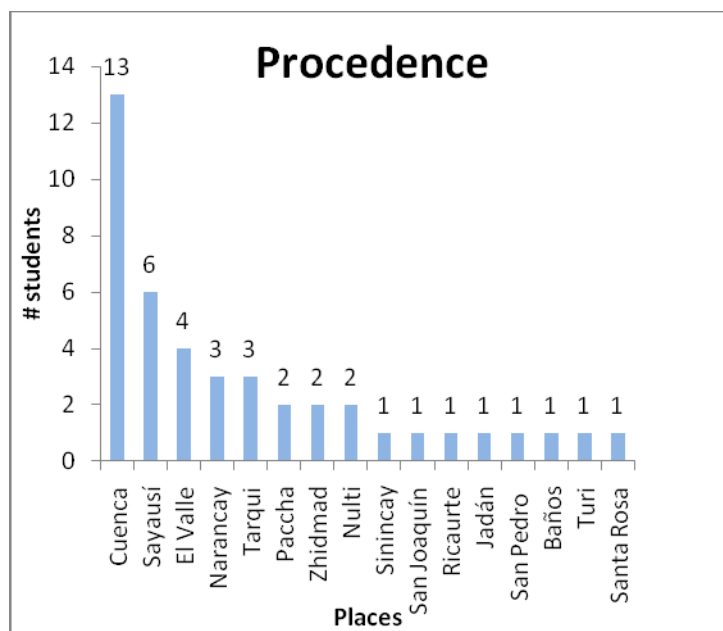 Procedence
14
12
10
8
6
4
2
0
# students
13
6
4
3
3
2
2
2
1
1
1
1
1
1
1
1
Cuenca
Sayausí
El Valle
Narancay
Tarqui
Paccha
Zhidmad
Nulti
Sinincay
San Joaquín
Ricaurte
Jadán
San Pedro
Baños
Turi
Santa Rosa
Places